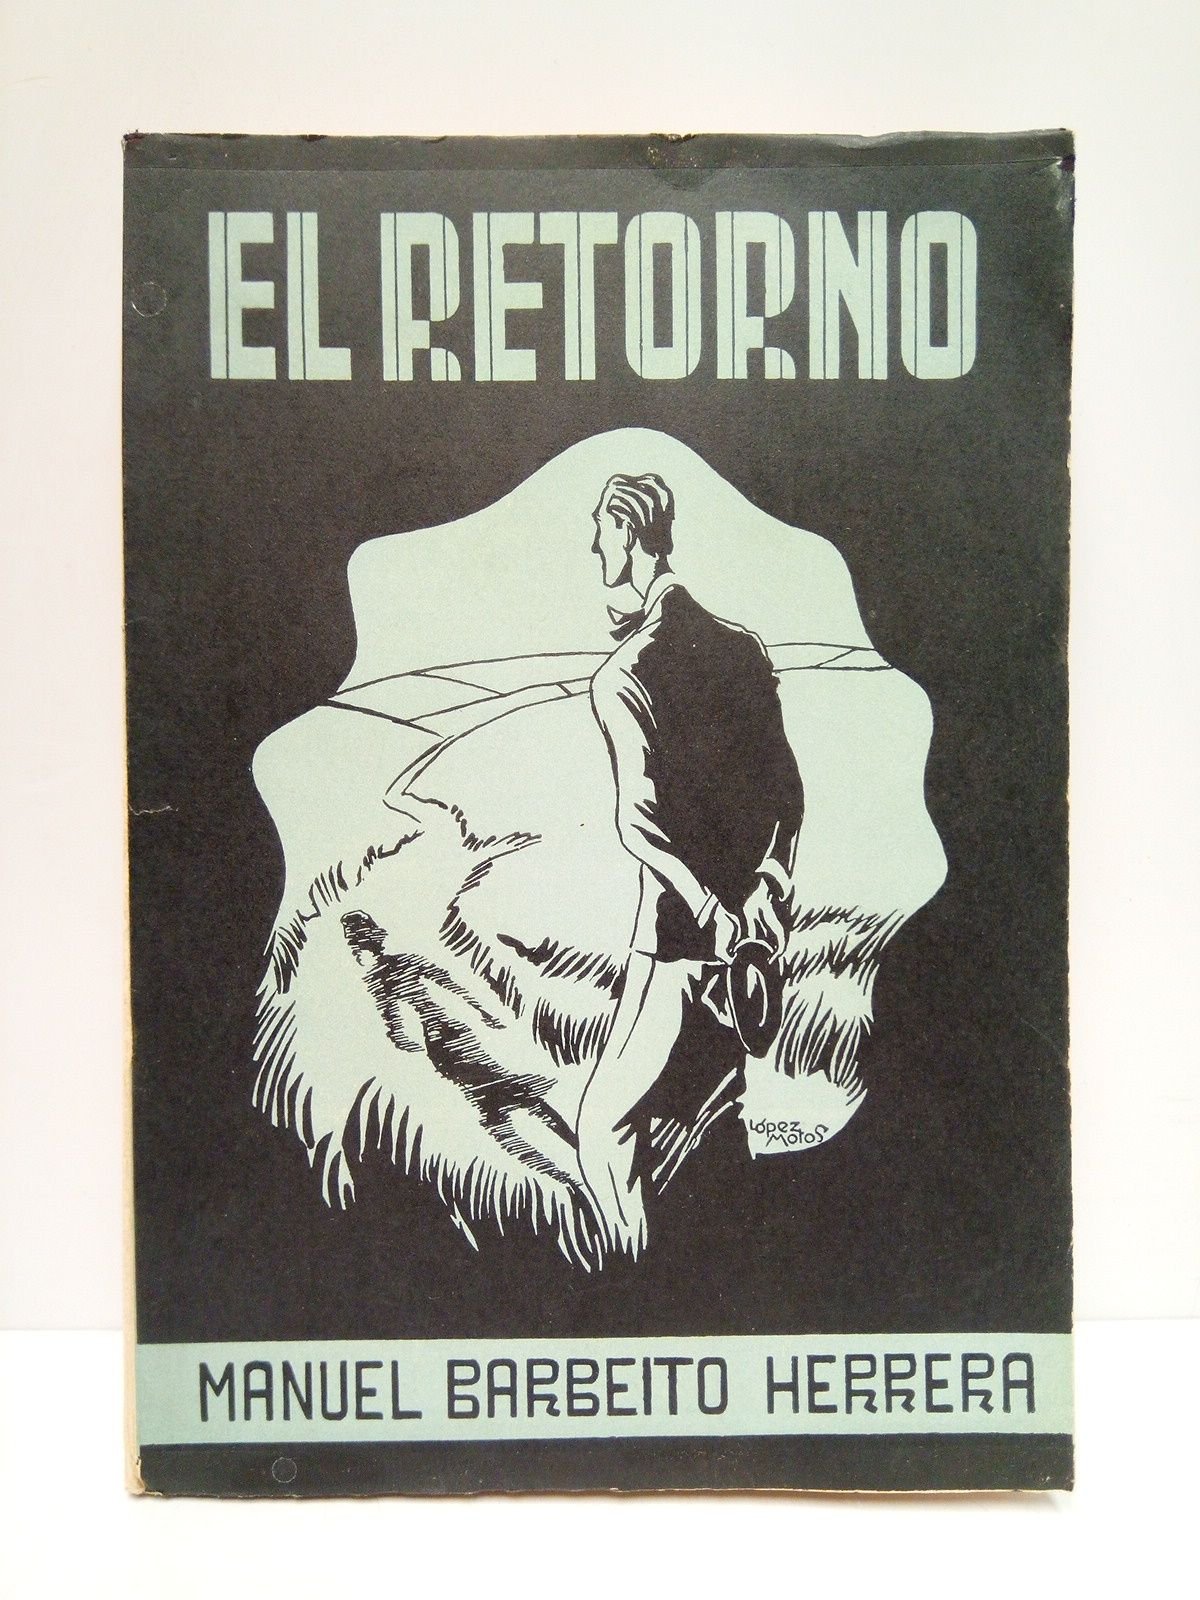 EL RETORNO
López
Motos
MANUEL BARBEITO HERRERA